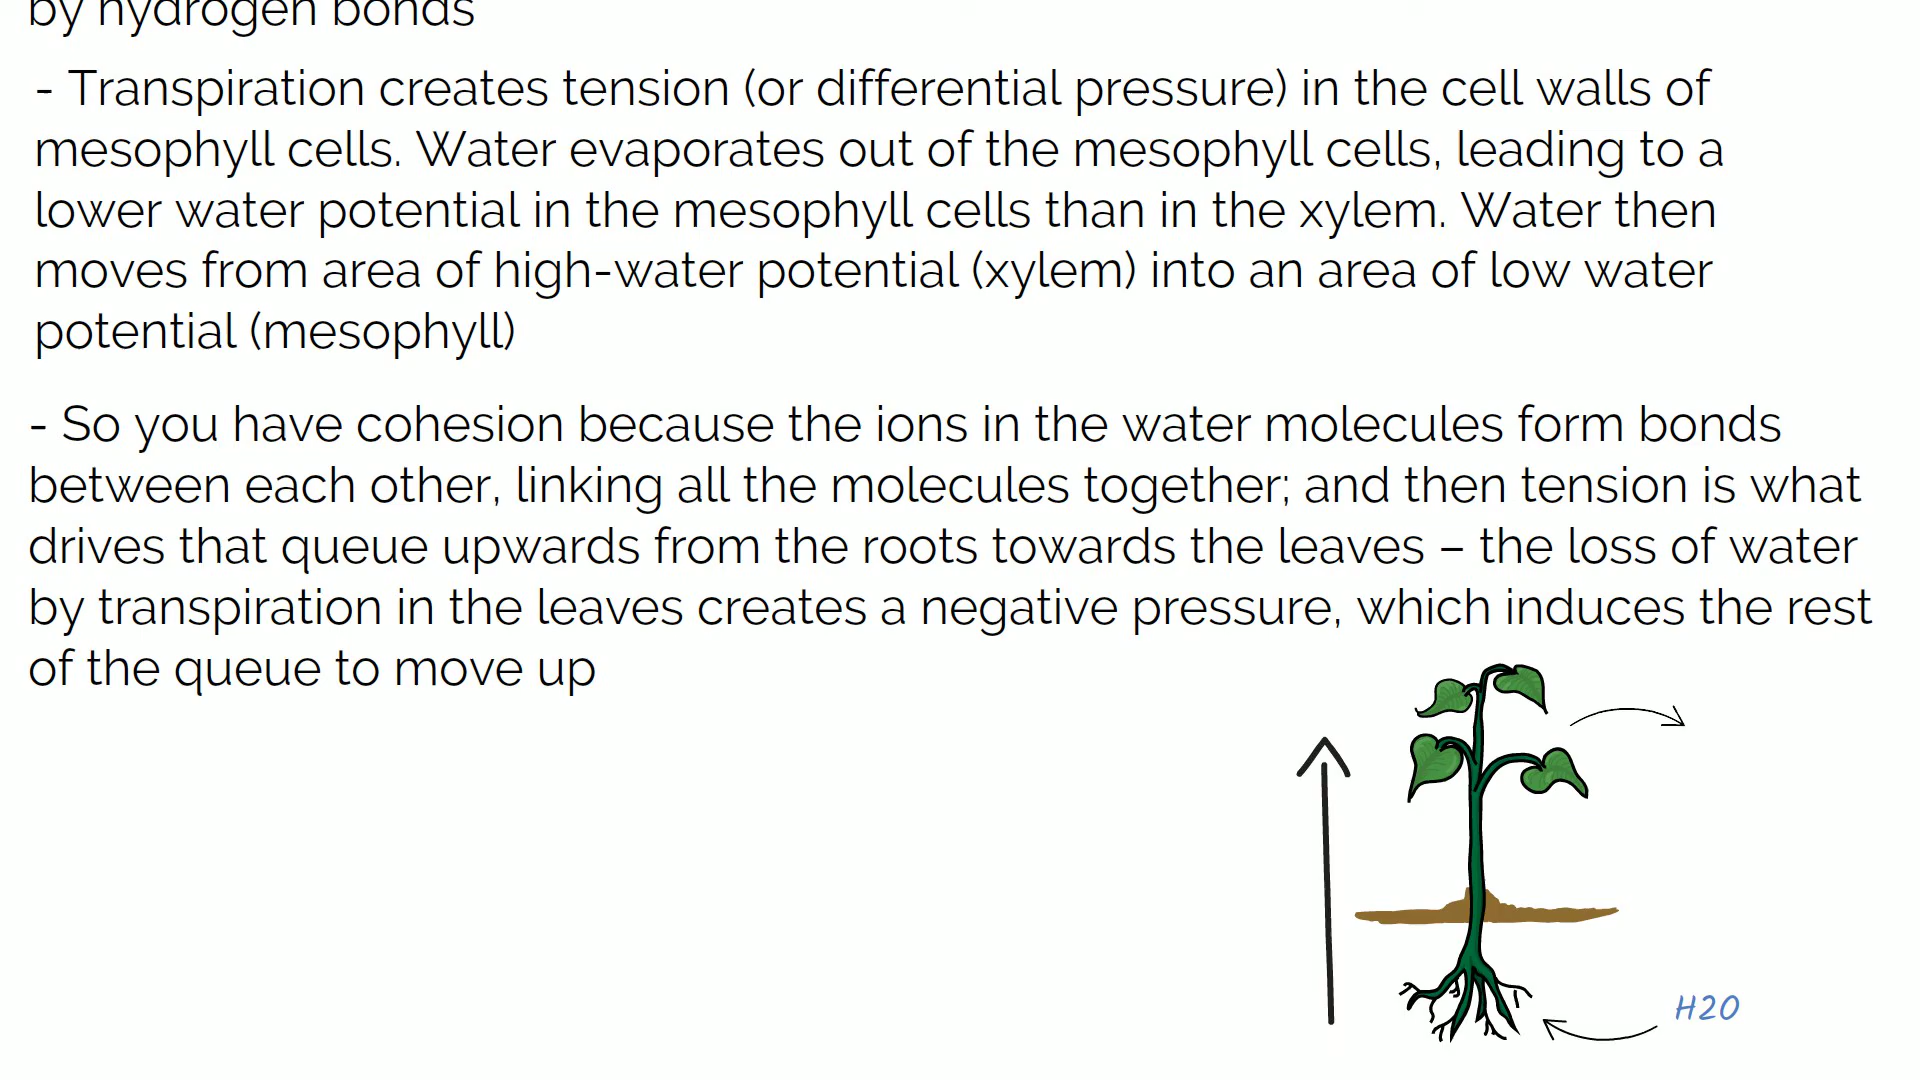 by hydrogen bonds
- Transpiration creates tension (or differential pressure) in the cell walls of
mesophyll cells. Water evaporates out of the mesophyll cells, leading to a
lower water potential in the mesophyll cells than in the xylem. Water then
moves from area of high-water potential (xylem) into an area of low water
potential (mesophyll)
- So you have cohesion because the ions in the water molecules form bonds
between each other, linking all the molecules together; and then tension is what
drives that queue upwards from the roots towards the leaves – the loss of water
by transpiration in the leaves creates a negative pressure, which induces the rest
of the queue to move up
H2O